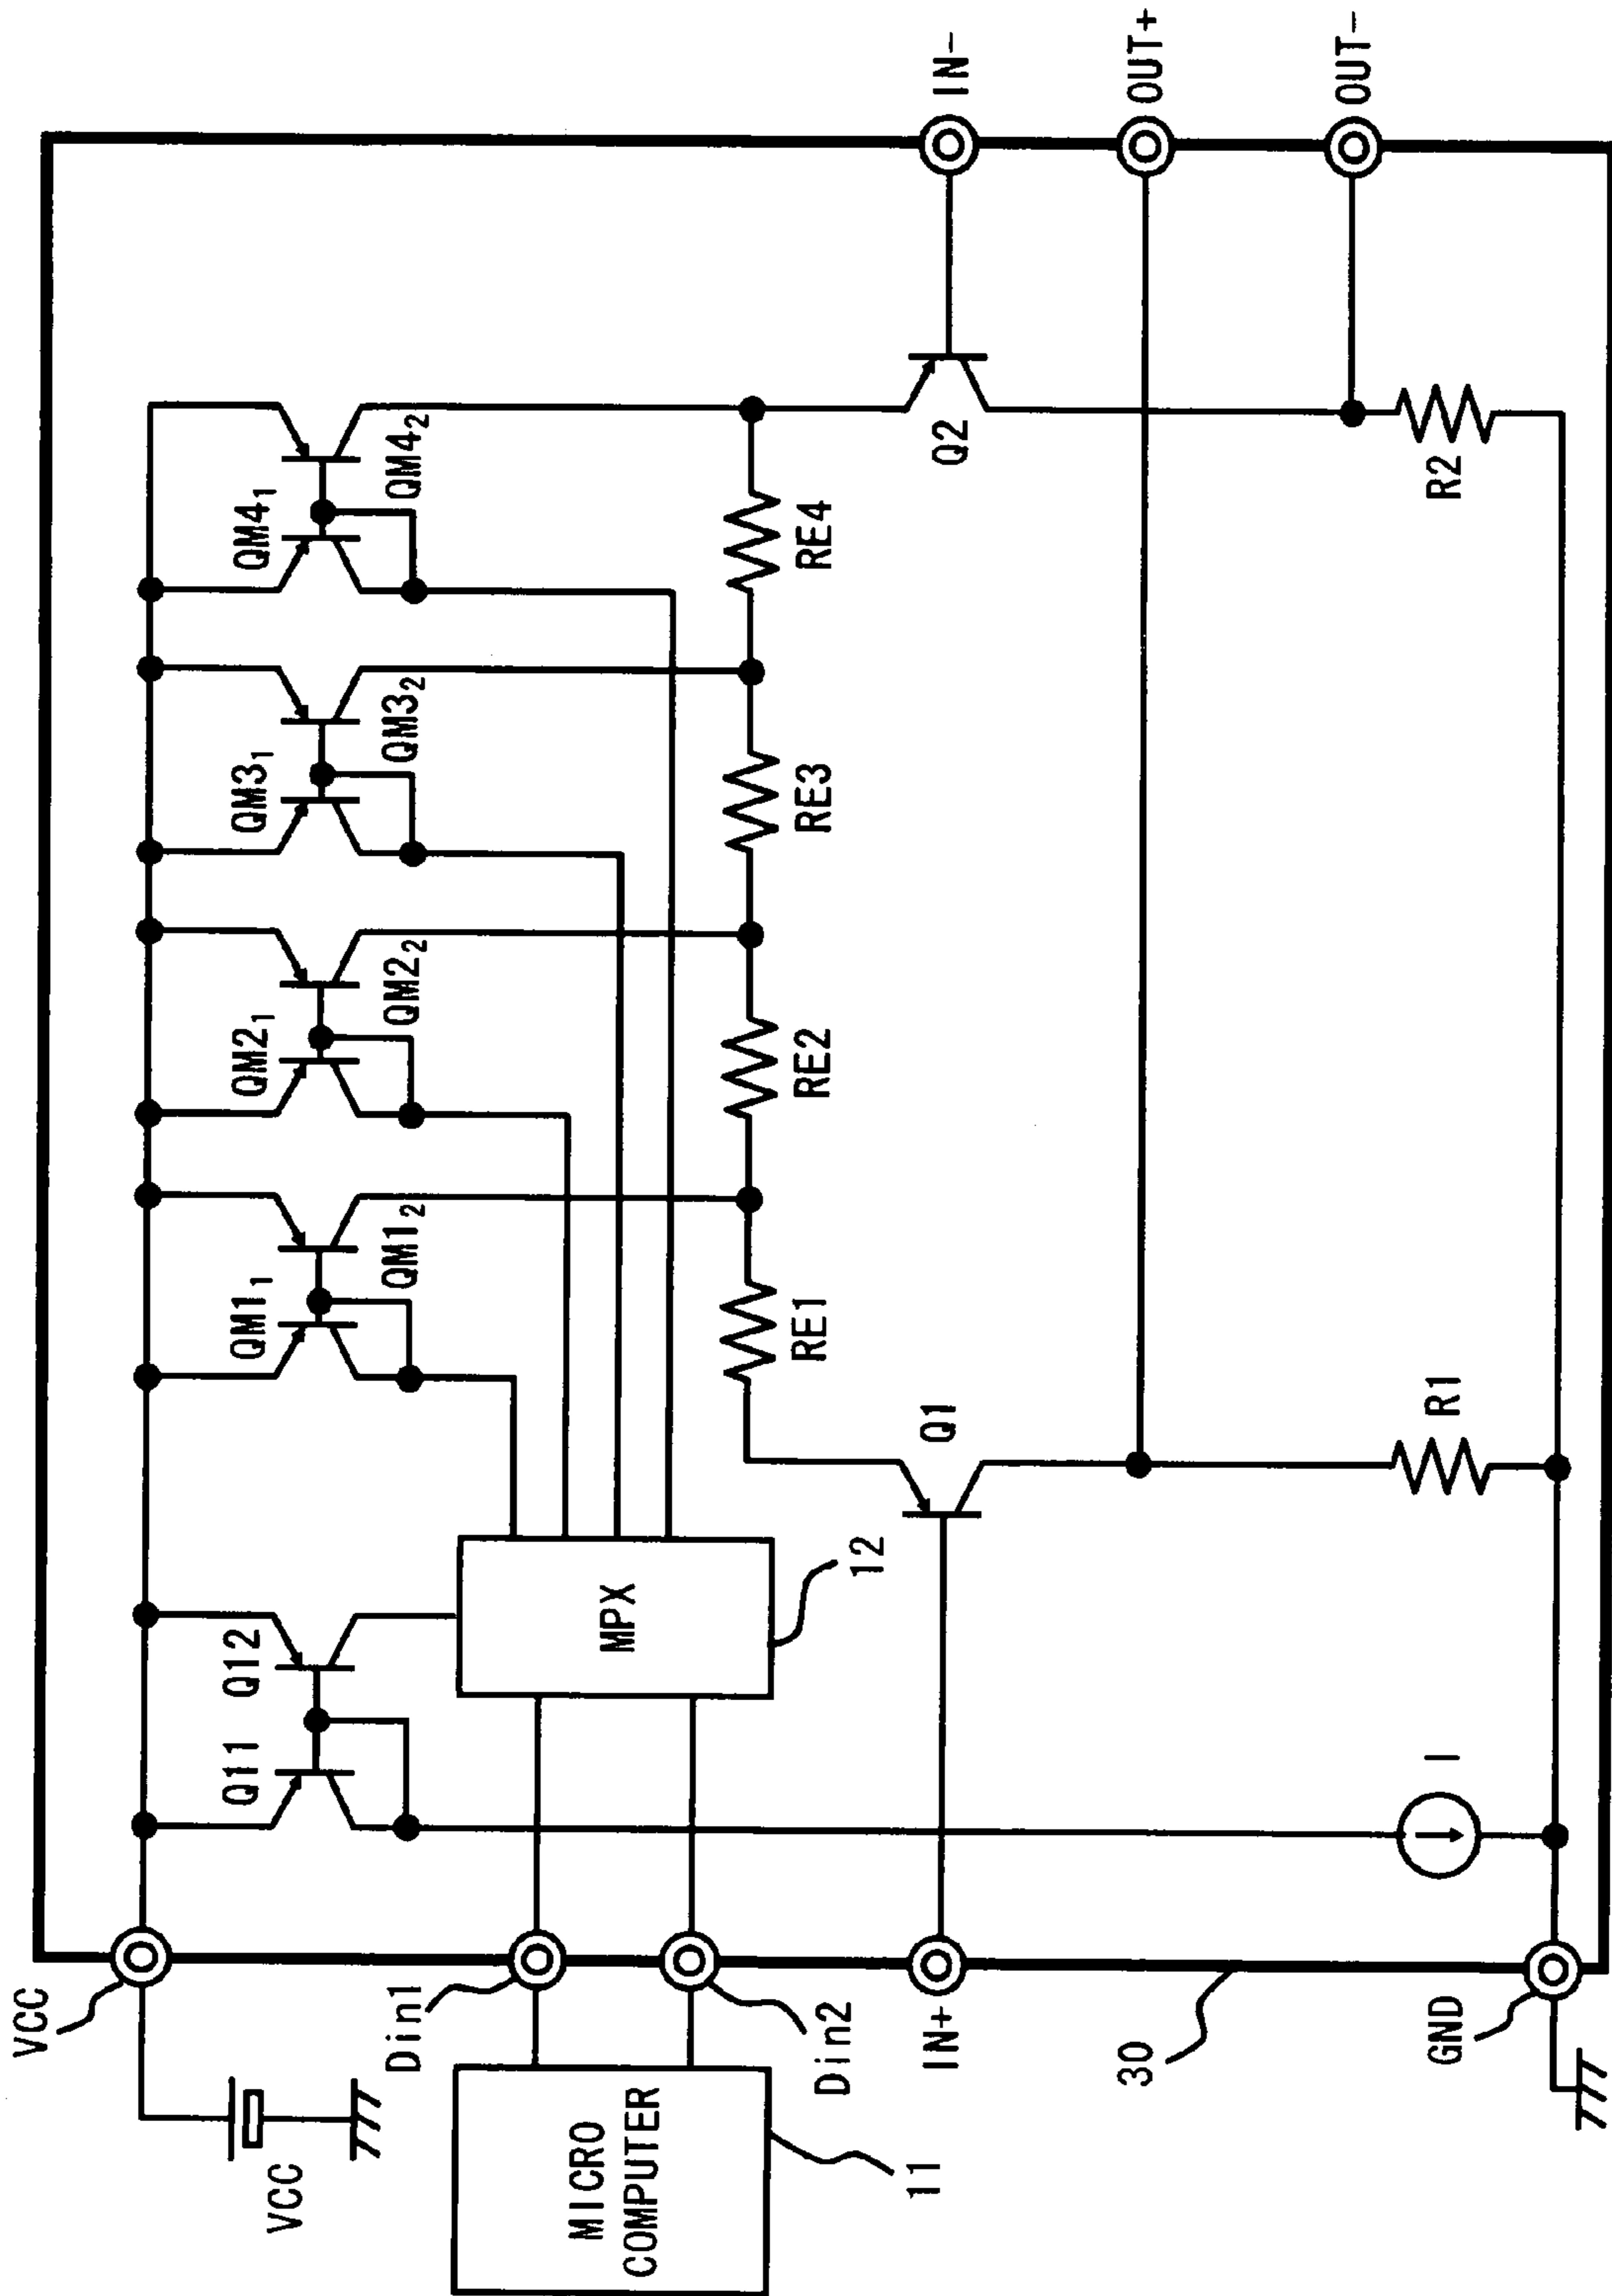 VCC
VCC
MICRO
COMPUTER
11
Din1
Din2
IN+
30
GND
Q11
Q12
MPX
12
I
QM1₁
QM1₂
QM2₁
QM2₂
QM3₁
QM3₂
QM4₁
QM4₂
RE1
RE2
RE3
RE4
Q1
Q2
R1
R2
IN-
OUT+
OUT-